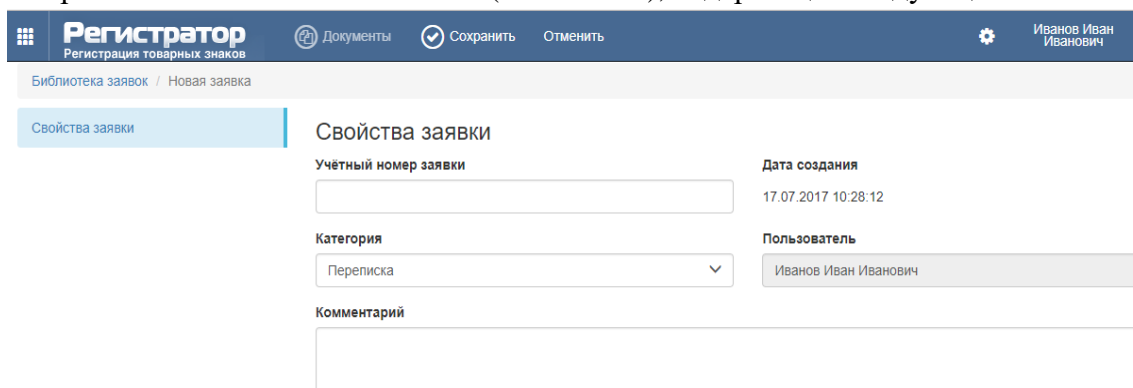 Регистратор
Регистрация товарных знаков
Документы
Сохранить
Отменить
Иванов Иван
Иванович
Библиотека заявок / Новая заявка
Свойства заявки
Свойства заявки
Учётный номер заявки
Дата создания
17.07.2017 10:28:12
Категория
Пользователь
Переписка
Иванов Иван Иванович
Комментарий